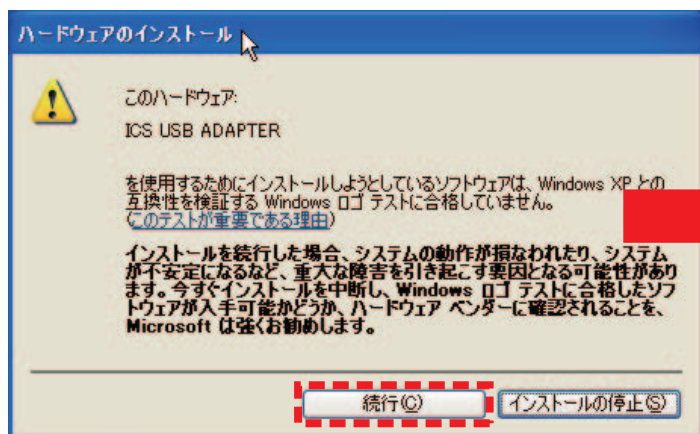 ハードウェアのインストール
このハードウェア:
ICS USB ADAPTER
を使用するためにインストールしようとしているソフトウェアは、Windows XP との
互換性を検証する Windows ロゴ テストに合格していません。
(このテストが重要である理由)
インストールを続行した場合、システムの動作が損なわれたり、システム
が不安定になるなど、重大な障害を引き起こす要因となる可能性があり
ます。今すぐインストールを中断し、Windows ロゴ テストに合格したソフ
トウェアが入手可能かどうか、ハードウェア ベンダーに確認されることを、
Microsoft は強くお勧めします。
続行(C)
インストールの停止(S)